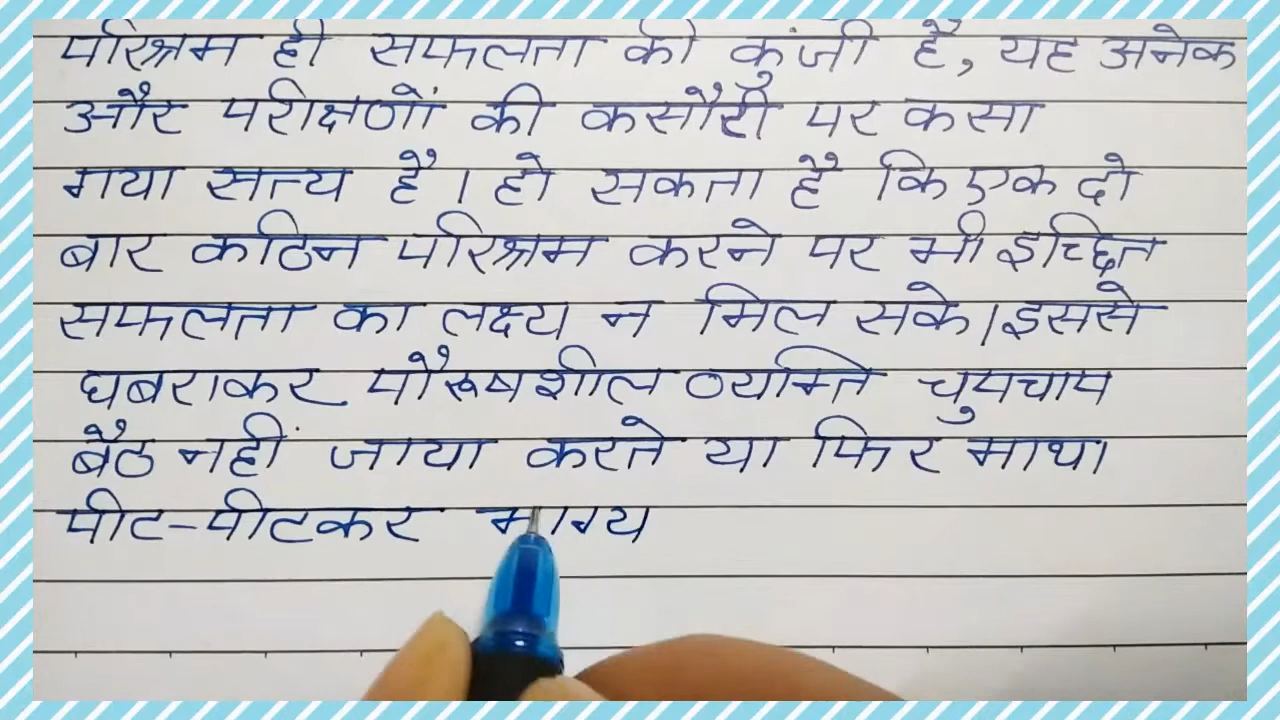 परिश्रम ही सफलता की कुंजी है, यह अनेक
और परीक्षणों की कसौटी पर कसा
गया सत्य है। हो सकता है कि एक दो
बार कठिन परिश्रम करने पर भी इच्छित
सफलता का लक्ष्य न मिल सके। इससे
घबराकर पौरूषशील व्यक्ति चुपचाप
बैठ नहीं जाया करते या फिर माथा
पीट-पीटकर भाग्य